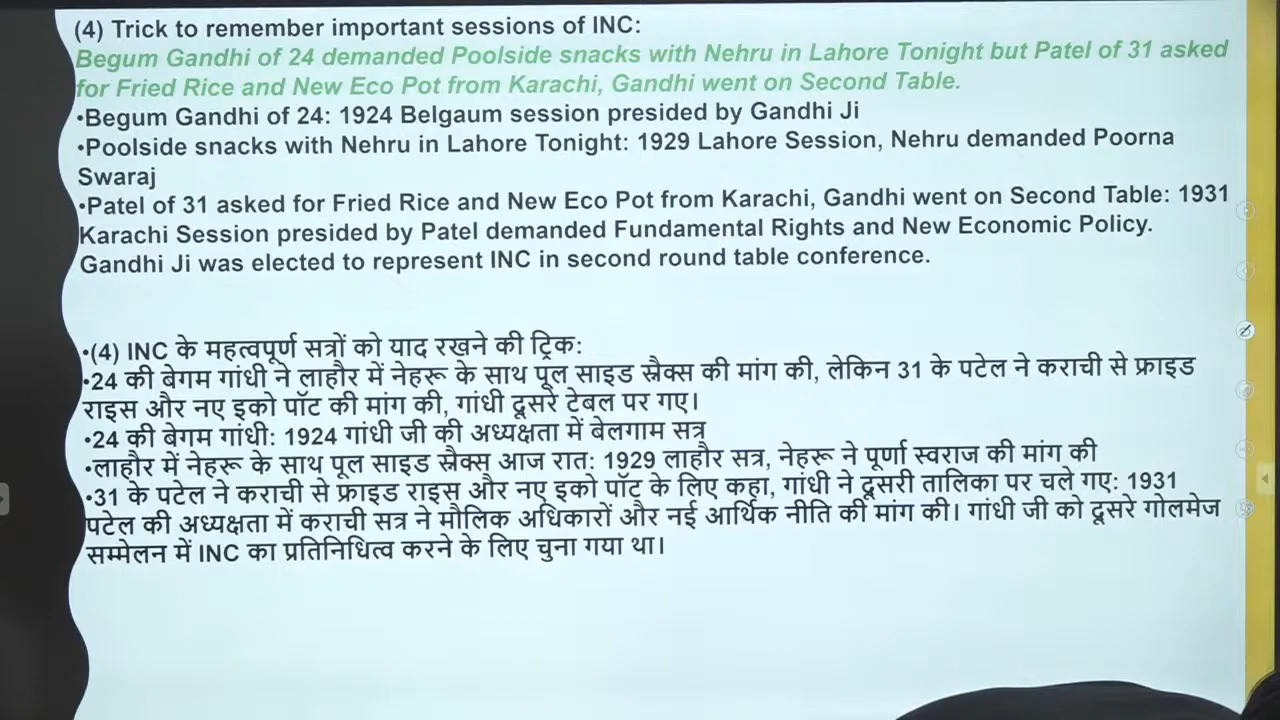 (4) Trick to remember important sessions of INC:
Begum Gandhi of 24 demanded Poolside snacks with Nehru in Lahore Tonight but Patel of 31 asked
for Fried Rice and New Eco Pot from Karachi, Gandhi went on Second Table.
•Begum Gandhi of 24: 1924 Belgaum session presided by Gandhi Ji
•Poolside snacks with Nehru in Lahore Tonight: 1929 Lahore Session, Nehru demanded Poorna
Swaraj
•Patel of 31 asked for Fried Rice and New Eco Pot from Karachi, Gandhi went on Second Table: 1931
Karachi Session presided by Patel demanded Fundamental Rights and New Economic Policy.
Gandhi Ji was elected to represent INC in second round table conference.
•(4) INC के महत्वपूर्ण सत्रों को याद रखने की ट्रिक:
•24 की बेगम गांधी ने लाहौर में नेहरू के साथ पूल साइड स्नैक्स की मांग की, लेकिन 31 के पटेल ने कराची से फ्राइड
राइस और नए इको पॉट की मांग की, गांधी दूसरे टेबल पर गए।
•24 की बेगम गांधी: 1924 गांधी जी की अध्यक्षता में बेलगाम सत्र
•लाहौर में नेहरू के साथ पूल साइड स्नैक्स आज रात: 1929 लाहौर सत्र, नेहरू ने पूर्णा स्वराज की मांग की
•31 के पटेल ने कराची से फ्राइड राइस और नए इको पॉट के लिए कहा, गांधी ने दूसरी तालिका पर चले गए: 1931
पटेल की अध्यक्षता में कराची सत्र ने मौलिक अधिकारों और नई आर्थिक नीति की मांग की। गांधी जी को दूसरे गोलमेज
सम्मेलन में INC का प्रतिनिधित्व करने के लिए चुना गया था।